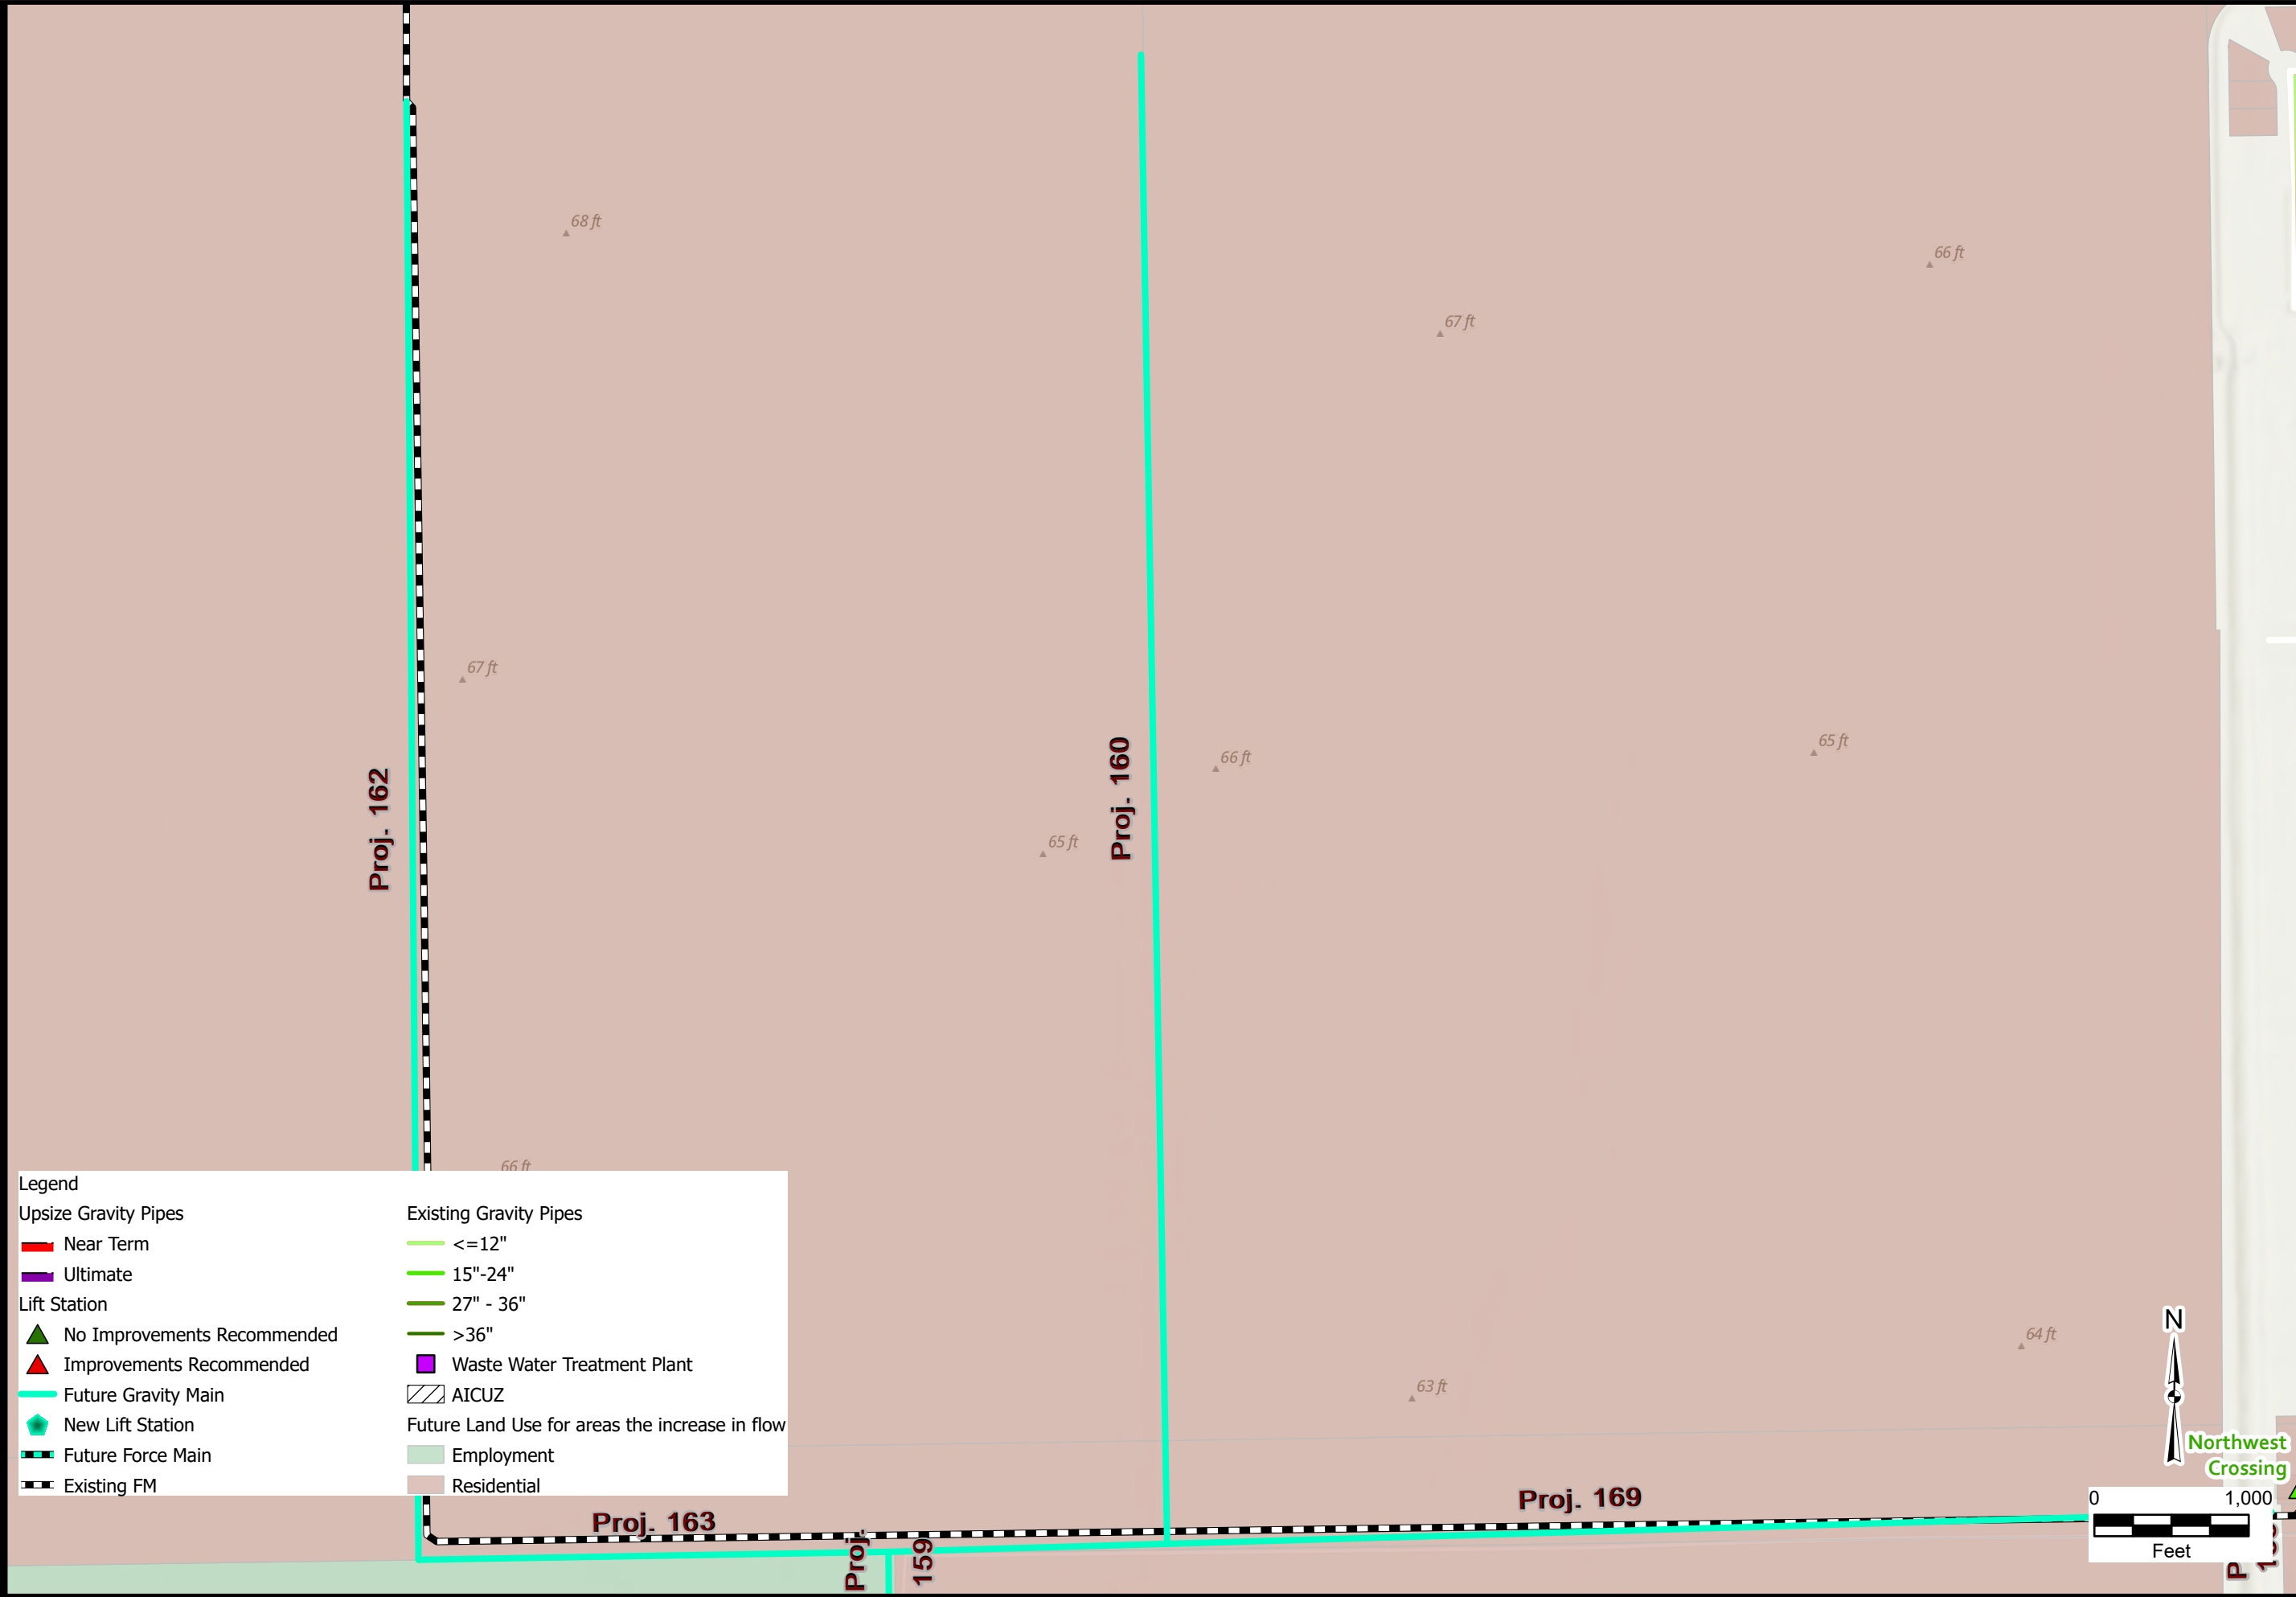 68 ft
66 ft
67 ft
67 ft
Proj. 162
Proj. 160
66 ft
65 ft
65 ft
66 ft
Legend
Upsize Gravity Pipes
Near Term
Ultimate
Lift Station
No Improvements Recommended
Improvements Recommended
Future Gravity Main
New Lift Station
Future Force Main
Existing FM
Existing Gravity Pipes
<=12"
15"-24"
27" - 36"
>36"
Waste Water Treatment Plant
AICUZ
Future Land Use for areas the increase in flow
Employment
Residential
64 ft
63 ft
N
Northwest
Crossing
Proj. 163
Proj. 169
Proj.
159
0 1,000
Feet
P